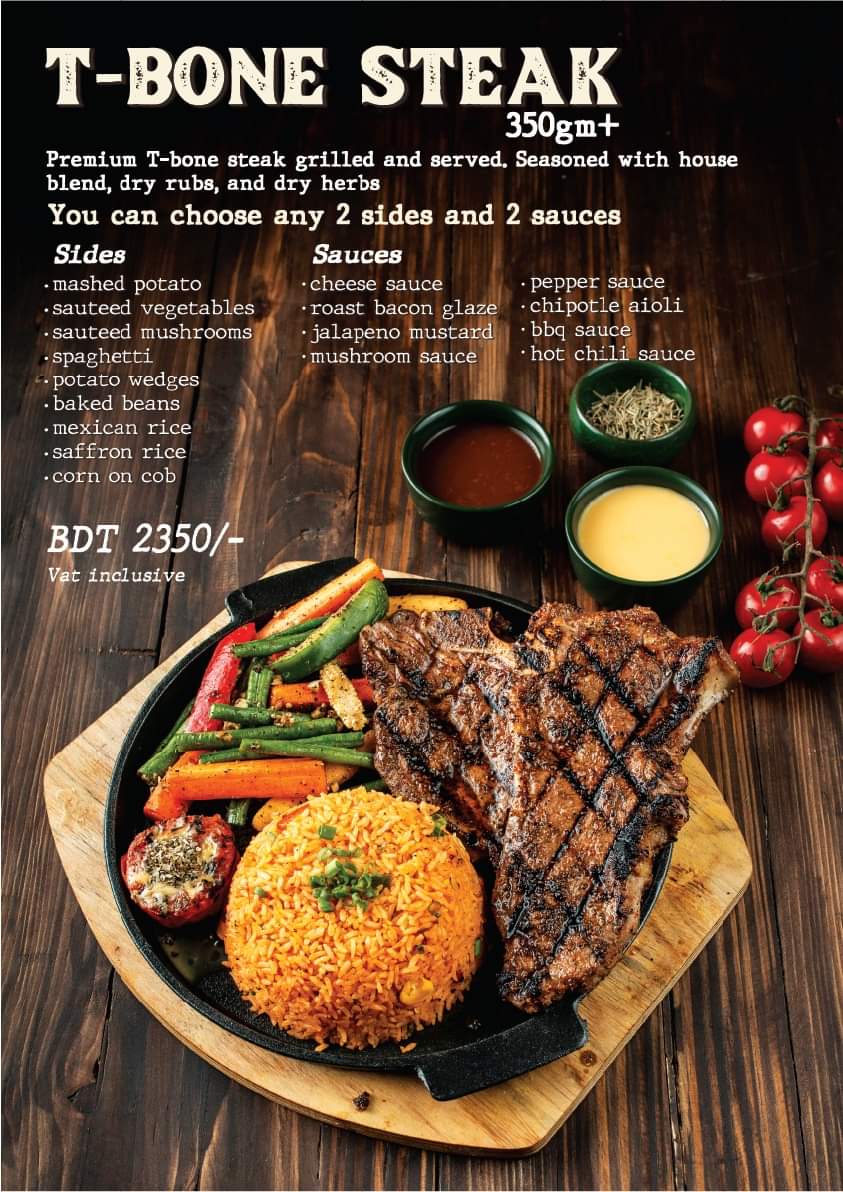 T-BONE STEAK
350gm+
Premium T-bone steak grilled and served. Seasoned with house
blend, dry rubs, and dry herbs
You can choose any 2 sides and 2 sauces
Sides
· mashed potato
· sauteed vegetables
· sauteed mushrooms
· spaghetti
· potato wedges
· baked beans
· mexican rice
· saffron rice
· corn on cob
Sauces
· cheese sauce
· roast bacon glaze
· jalapeno mustard
· mushroom sauce
· pepper sauce
· chipotle aioli
· bbq sauce
· hot chili sauce
BDT 2350/-
Vat inclusive